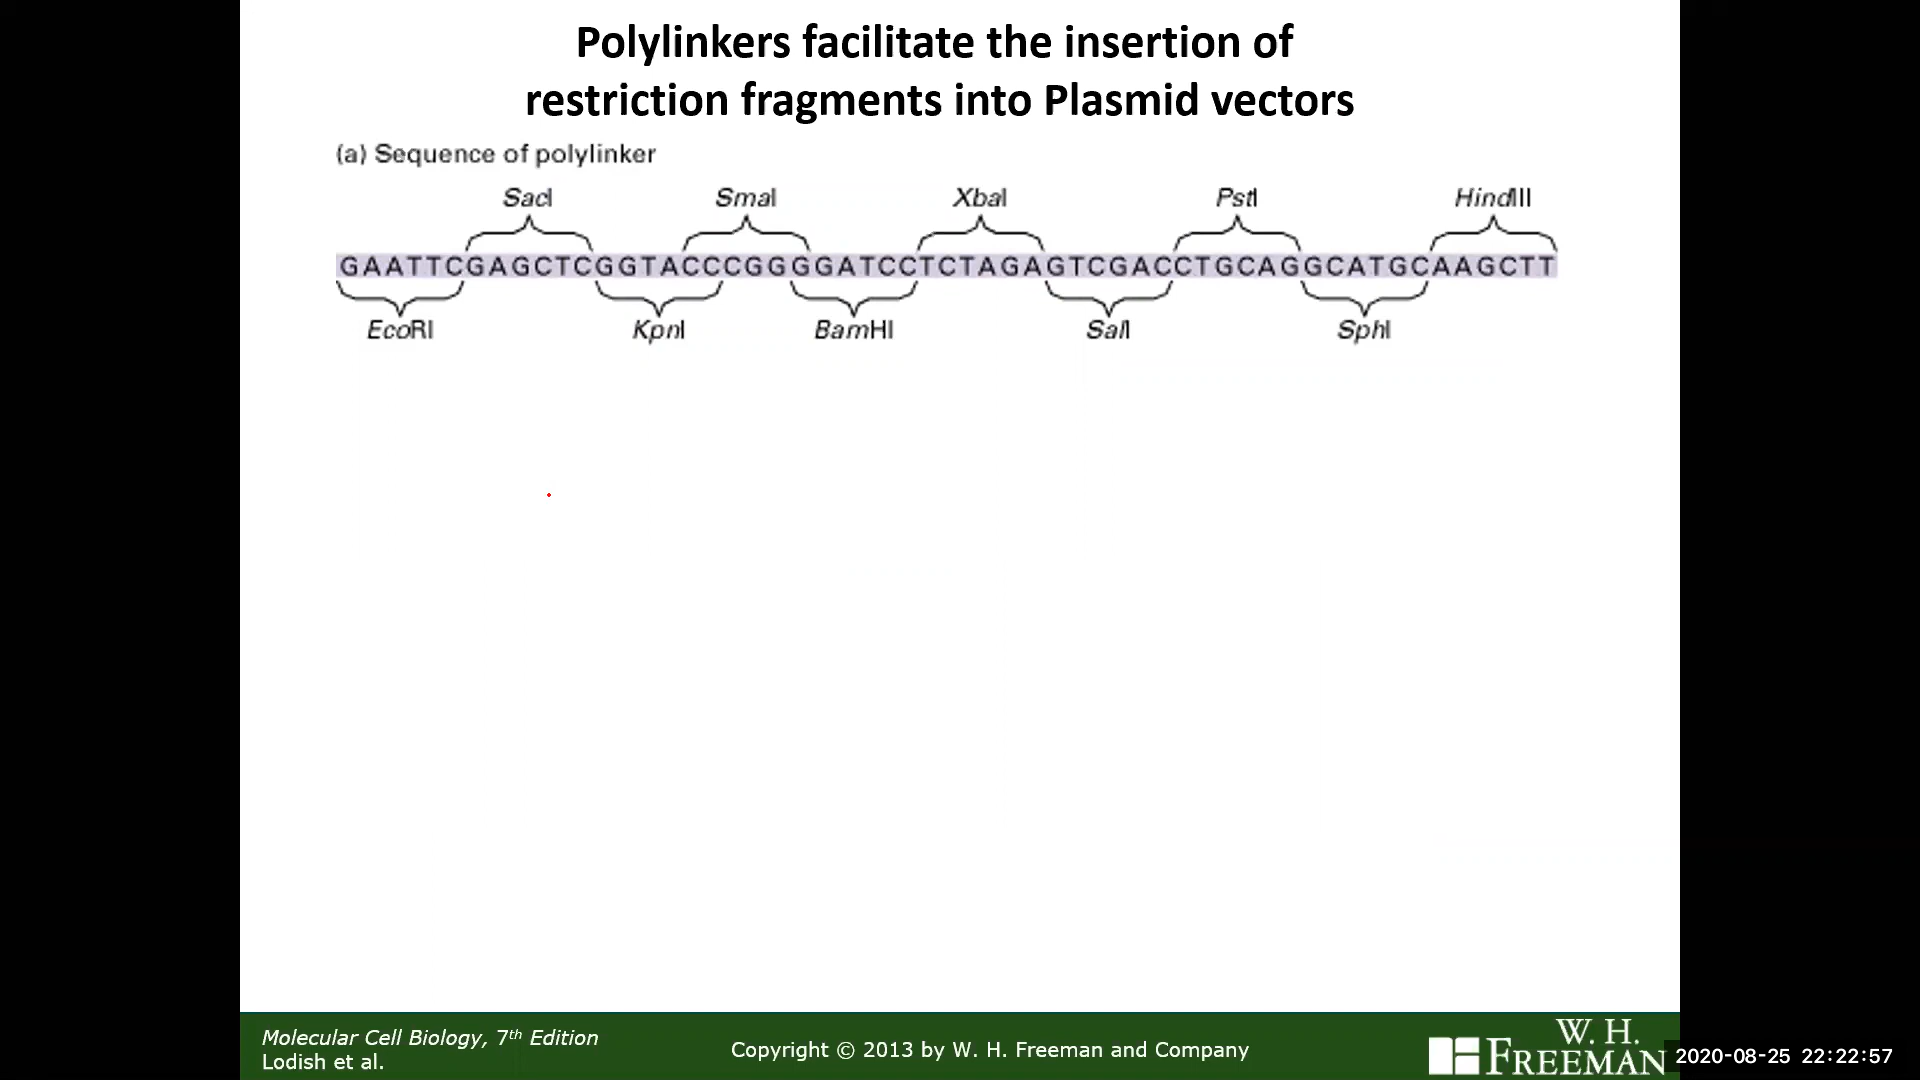 Polylinkers facilitate the insertion of
restriction fragments into Plasmid vectors
(a) Sequence of polylinker
SacI SmaI XbaI PstI HindIII
GAATTCGAGCTCGGTACCCGGGGATCCTCTAGAGTCGACCTGCAGGCATGCAAGCTT
EcoRI KpnI BamHI SalI SphI
Molecular Cell Biology, 7th Edition
Lodish et al.
Copyright © 2013 by W. H. Freeman and Company
W. H.
FREEMAN
2020-08-25 22:22:57